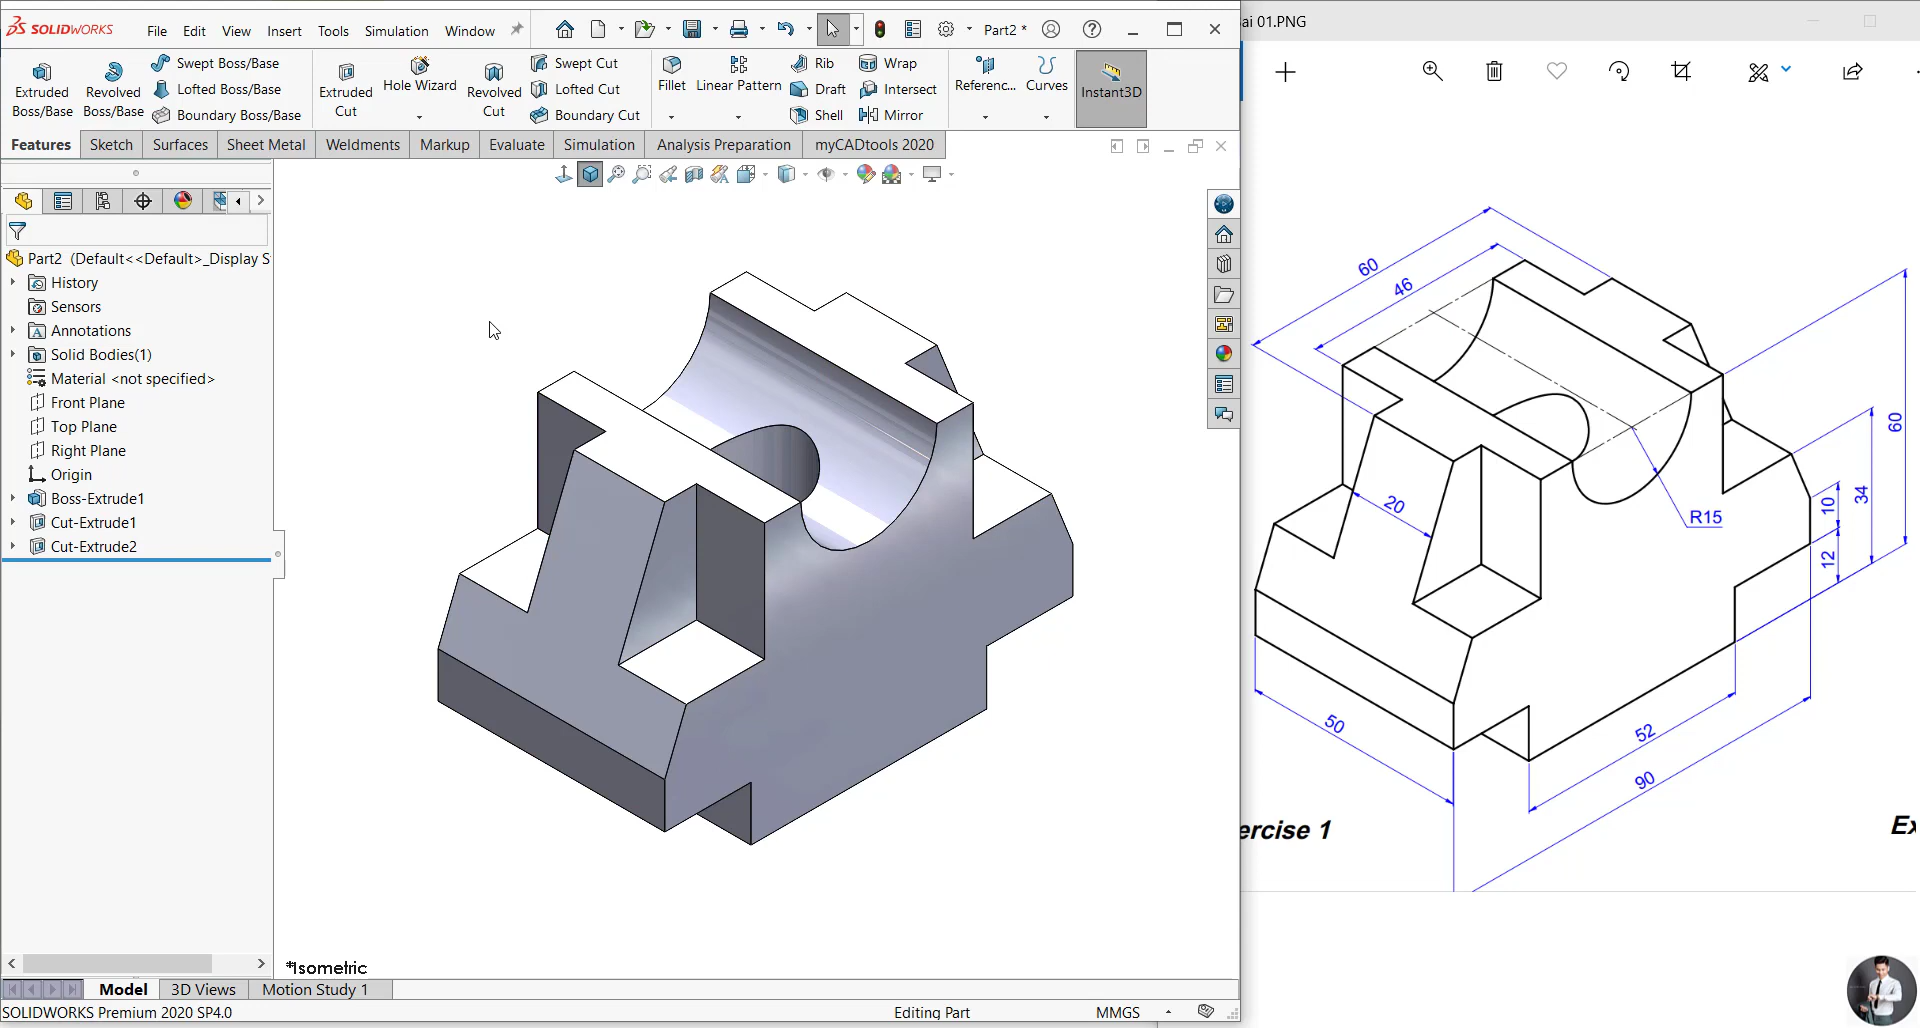 SOLIDWORKS File Edit View Insert Tools Simulation Window Part2 *
Extruded Boss/Base
Revolved Boss/Base
Swept Boss/Base
Lofted Boss/Base
Boundary Boss/Base
Extruded Cut
Hole Wizard
Revolved Cut
Swept Cut
Lofted Cut
Boundary Cut
Fillet
Linear Pattern
Rib
Draft
Shell
Wrap
Intersect
Mirror
Referenc...
Curves
Instant3D
Features Sketch Surfaces Sheet Metal Weldments Markup Evaluate Simulation Analysis Preparation myCADtools 2020
Part2 (Default<<Default>_Display S
History
Sensors
Annotations
Solid Bodies(1)
Material <not specified>
Front Plane
Top Plane
Right Plane
Origin
Boss-Extrude1
Cut-Extrude1
Cut-Extrude2
*Isometric
Model 3D Views Motion Study 1
SOLIDWORKS Premium 2020 SP4.0 Editing Part MMGS
ai 01.PNG
60
46
60
34
10
12
20
R15
50
52
90
ercise 1
Ex